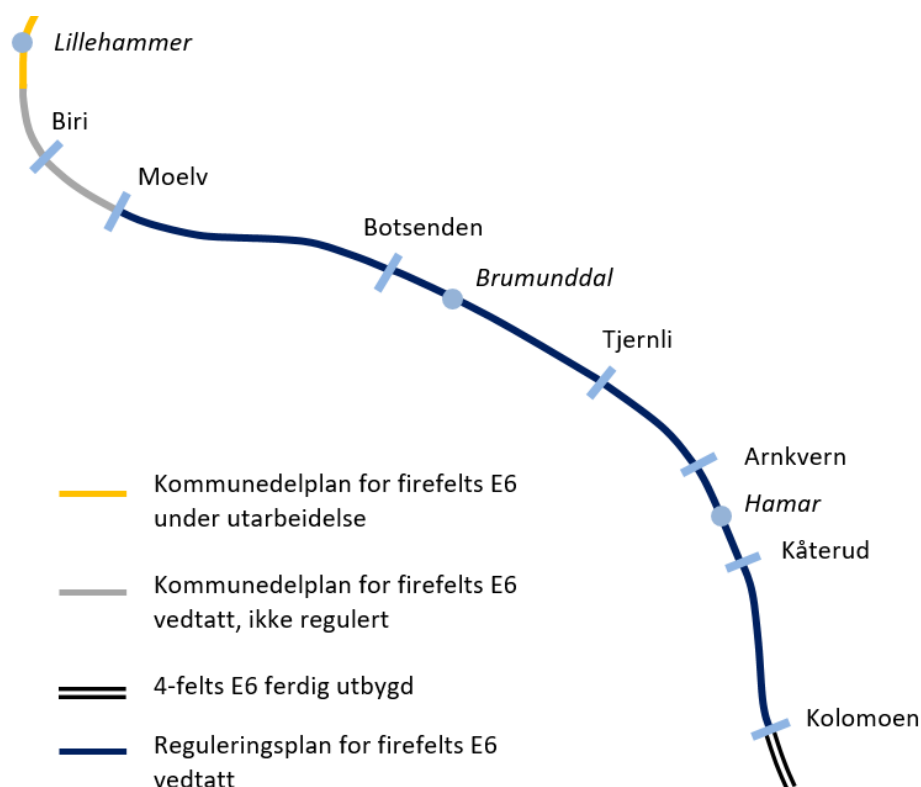 Lillehammer
Biri
Moelv
Botsenden
Brumunddal
Tjernli
Arnkvern
Hamar
Kåterud
Kolomoen
Kommunedelplan for firefelts E6
under utarbeidelse
Kommunedelplan for firefelts E6
vedtatt, ikke regulert
4-felts E6 ferdig utbygd
Reguleringsplan for firefelts E6
vedtatt